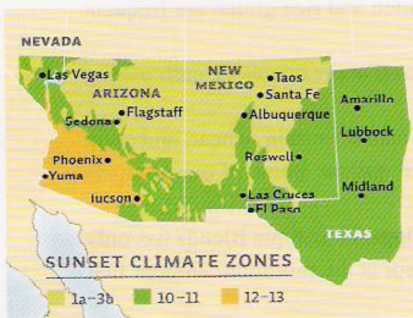 NEVADA
Las Vegas
ARIZONA
NEW
MEXICO
Taos
Santa Fe
Flagstaff
Sedona
Albuquerque
Amarillo
Lubbock
Phoenix
Roswell
Yuma
Tucson
Las Cruces
Midland
El Paso
TEXAS
SUNSET CLIMATE ZONES
1a–3b 10–11 12–13